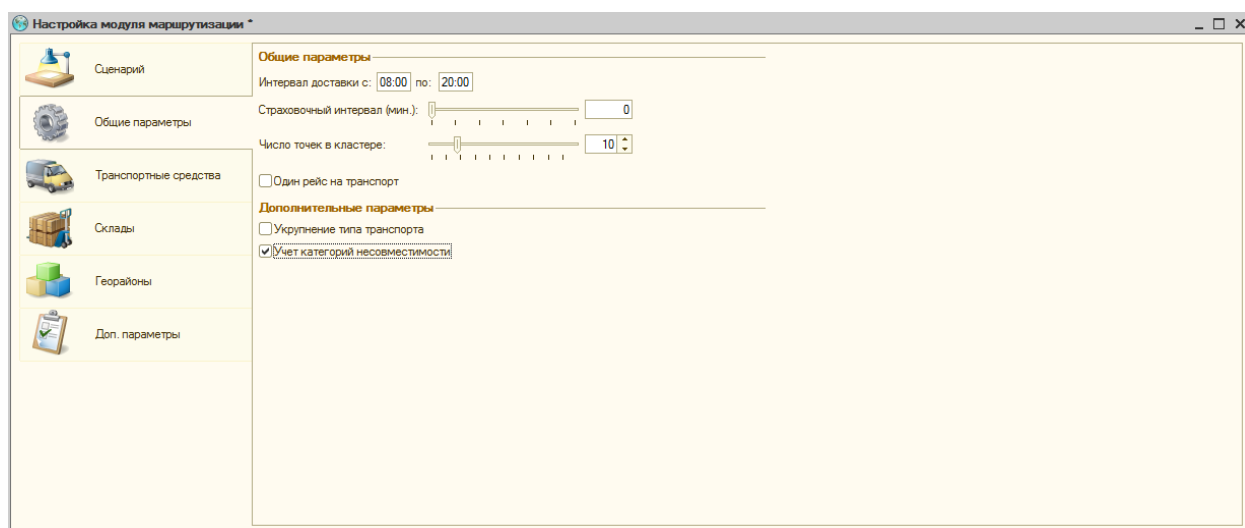 Настройка модуля маршрутизации *
Сценарий
Общие параметры
Транспортные средства
Склады
Георайоны
Доп. параметры
Общие параметры
Интервал доставки с: 08:00 по: 20:00
Страховочный интервал (мин.): 0
Число точек в кластере: 10
Один рейс на транспорт
Дополнительные параметры
Укрупнение типа транспорта
Учет категорий несовместимости